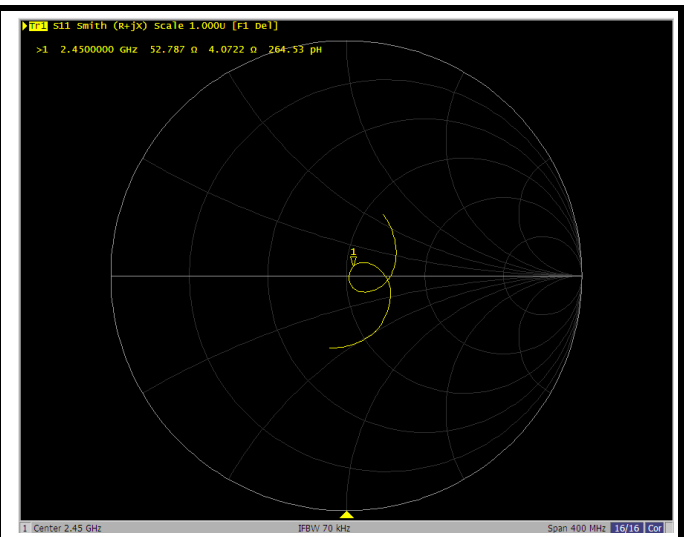 Tr1 S11 Smith (R+jX) Scale 1.000U [F1 Del]
>1 2.4500000 GHz 52.787 Ω 4.0722 Ω 264.53 pH
1
1 Center 2.45 GHz IFBW 70 kHz Span 400 MHz 16/16 Cor